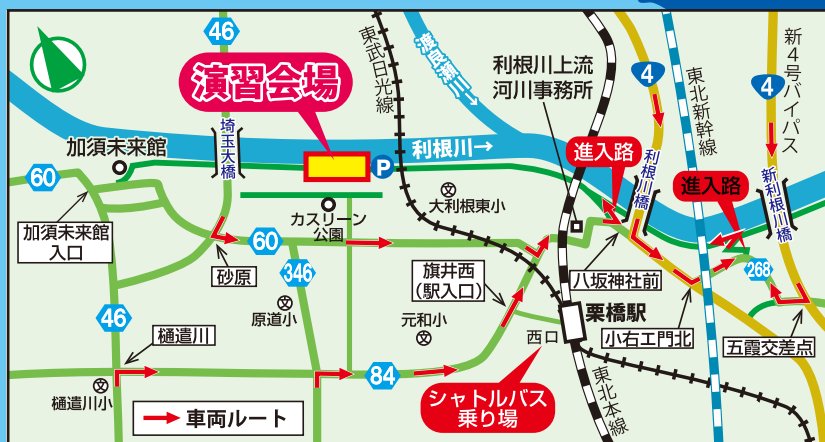 46
演習会場
東武日光線
渡良瀬川→
利根川上流
河川事務所
4
東北新幹線
4
新4号バイパス
加須未来館
埼玉大橋
P
利根川→
進入路
利根川橋
進入路
新利根川橋
60
大利根東小
カスリーン
公園
加須未来館
入口
60
砂原
346
旗井西
(駅入口)
八坂神社前
268
46
原道小
元和小
栗橋駅
西口
小右エ門北
五霞交差点
樋遣川
84
樋遣川小
シャトルバス
乗り場
東北本線
車両ルート